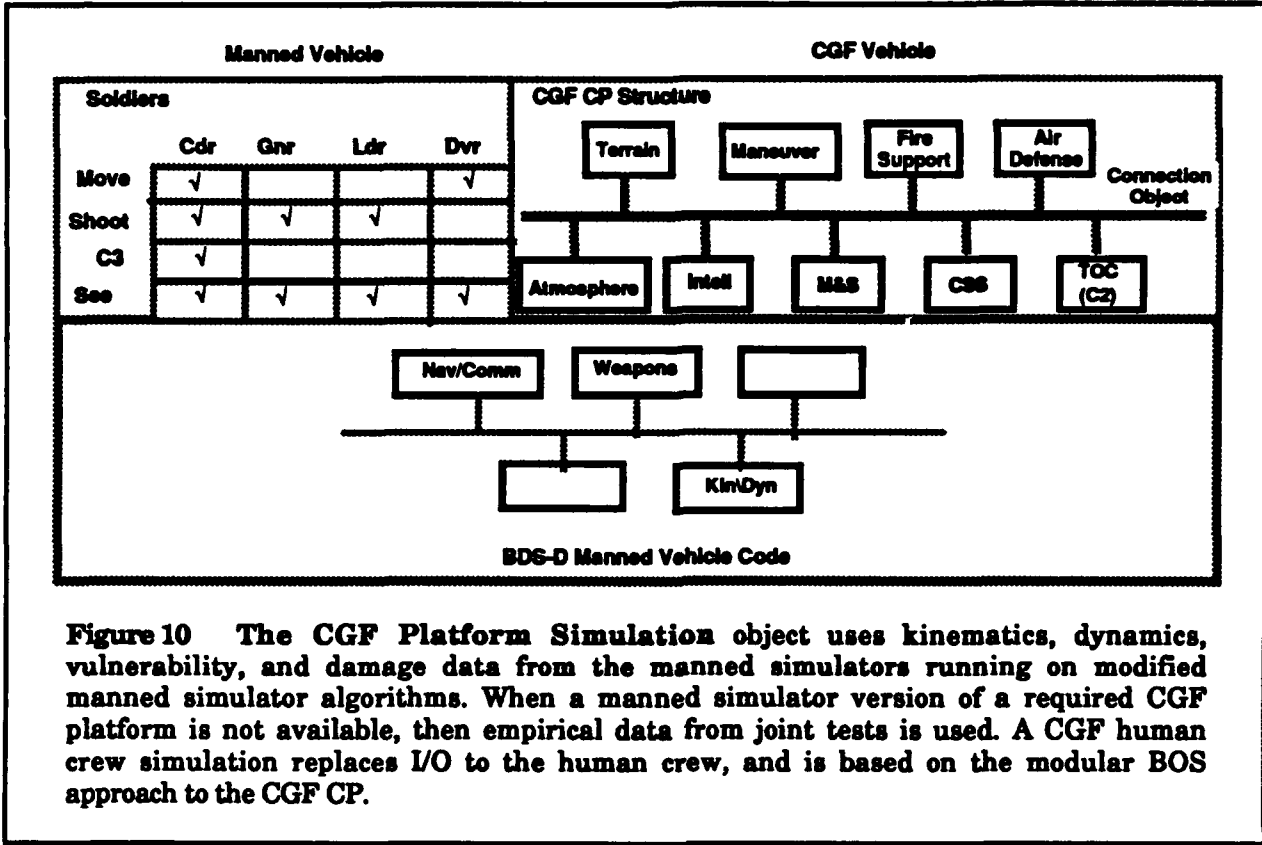 Manned Vehicle
CGF Vehicle
Soldiers
Cdr Gnr Ldr Dvr
Move √ √
Shoot √ √ √
C3 √
See √ √ √ √
CGF CP Structure
Terrain
Maneuver
Fire
Support
Air
Defense
Connection
Object
Atmosphere
Intell
M&S
CSS
TOC
(C2)
Nav/Comm
Weapons
Kin\Dyn
BDS-D Manned Vehicle Code
Figure 10 The CGF Platform Simulation object uses kinematics, dynamics,
vulnerability, and damage data from the manned simulators running on modified
manned simulator algorithms. When a manned simulator version of a required CGF
platform is not available, then empirical data from joint tests is used. A CGF human
crew simulation replaces I/O to the human crew, and is based on the modular BOS
approach to the CGF CP.